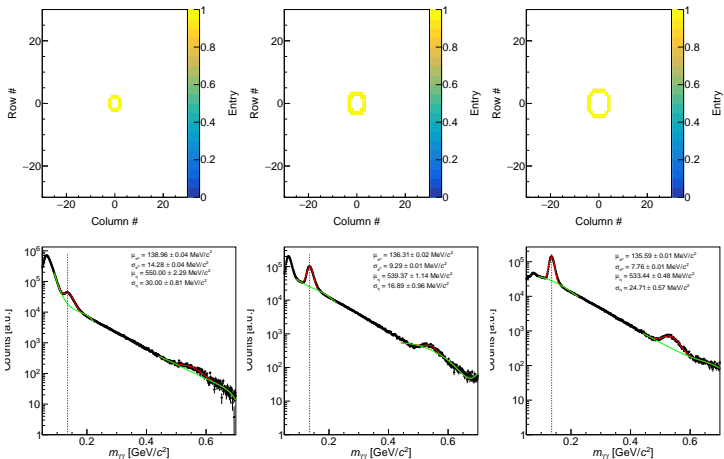 20
0
−20
Row #
−20
0
20
Column #
1
0.8
0.6
0.4
0.2
0
Entry
20
0
−20
Row #
−20
0
20
Column #
1
0.8
0.6
0.4
0.2
0
Entry
20
0
−20
Row #
−20
0
20
Column #
1
0.8
0.6
0.4
0.2
0
Entry
10⁶
10⁵
10⁴
10³
10²
10
1
Counts [a.u.]
μπ⁰ = 138.96 ± 0.04 MeV/c²
σπ⁰ = 14.28 ± 0.04 MeV/c²
μη = 550.00 ± 2.29 MeV/c²
ση = 30.00 ± 0.81 MeV/c²
0.2
0.4
0.6
mγγ [GeV/c²]
10⁵
10⁴
10³
10²
10
1
Counts [a.u.]
μπ⁰ = 136.31 ± 0.02 MeV/c²
σπ⁰ = 9.29 ± 0.01 MeV/c²
μη = 539.37 ± 1.14 MeV/c²
ση = 16.89 ± 0.96 MeV/c²
0.2
0.4
0.6
mγγ [GeV/c²]
10⁵
10⁴
10³
10²
10
1
Counts [a.u.]
μπ⁰ = 135.59 ± 0.01 MeV/c²
σπ⁰ = 7.76 ± 0.01 MeV/c²
μη = 533.44 ± 0.48 MeV/c²
ση = 24.71 ± 0.57 MeV/c²
0.2
0.4
0.6
mγγ [GeV/c²]